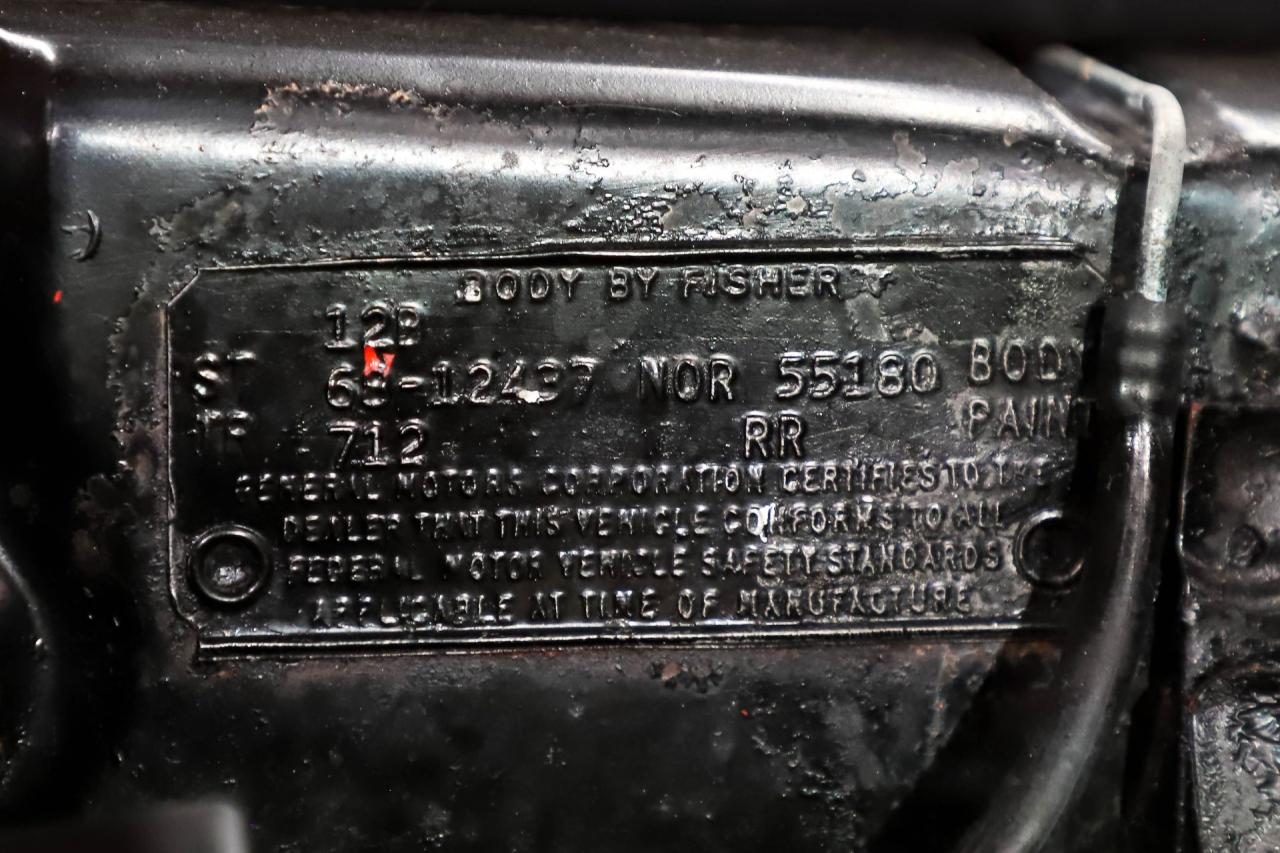 BODY BY FISHER
12B
ST 69-12437 NOR 55180 BODY
TR 712 RR PAINT
GENERAL MOTORS CORPORATION CERTIFIES TO THE
DEALER THAT THIS VEHICLE CONFORMS TO ALL
FEDERAL MOTOR VEHICLE SAFETY STANDARDS
APPLICABLE AT TIME OF MANUFACTURE